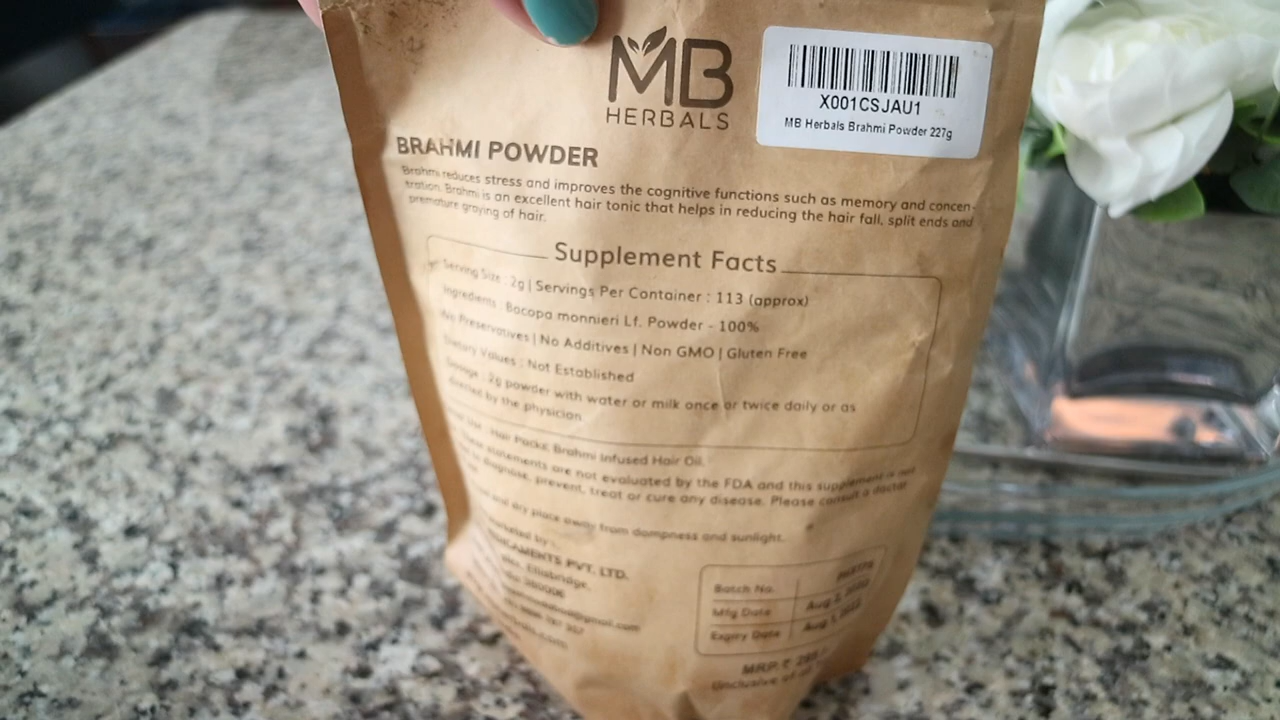 MB
HERBALS
X001CSJAU1
MB Herbals Brahmi Powder 227g
BRAHMI POWDER
Brahmi reduces stress and improves the cognitive functions such as memory and concen-
tration. Brahmi is an excellent hair tonic that helps in reducing the hair fall, split ends and
premature graying of hair.
Supplement Facts
Serving Size : 2g | Servings Per Container : 113 (approx)
Ingredients : Bacopa monnieri Lf. Powder - 100%
No Preservatives | No Additives | Non GMO | Gluten Free
Dietary Values : Not Established
Dosage : 2g powder with water or milk once or twice daily or as
directed by the physician
Hair Packs, Brahmi Infused Hair Oil.
These statements are not evaluated by the FDA and this supplement is not
to diagnose, prevent, treat or cure any disease. Please consult a doctor
and dry place away from dampness and sunlight.
Marketed by :
PVT. LTD.
Ellisbridge,
380006
Batch No.
Mfg Date Aug
Expiry Date Aug
M.R.P. ₹
(Inclusive of